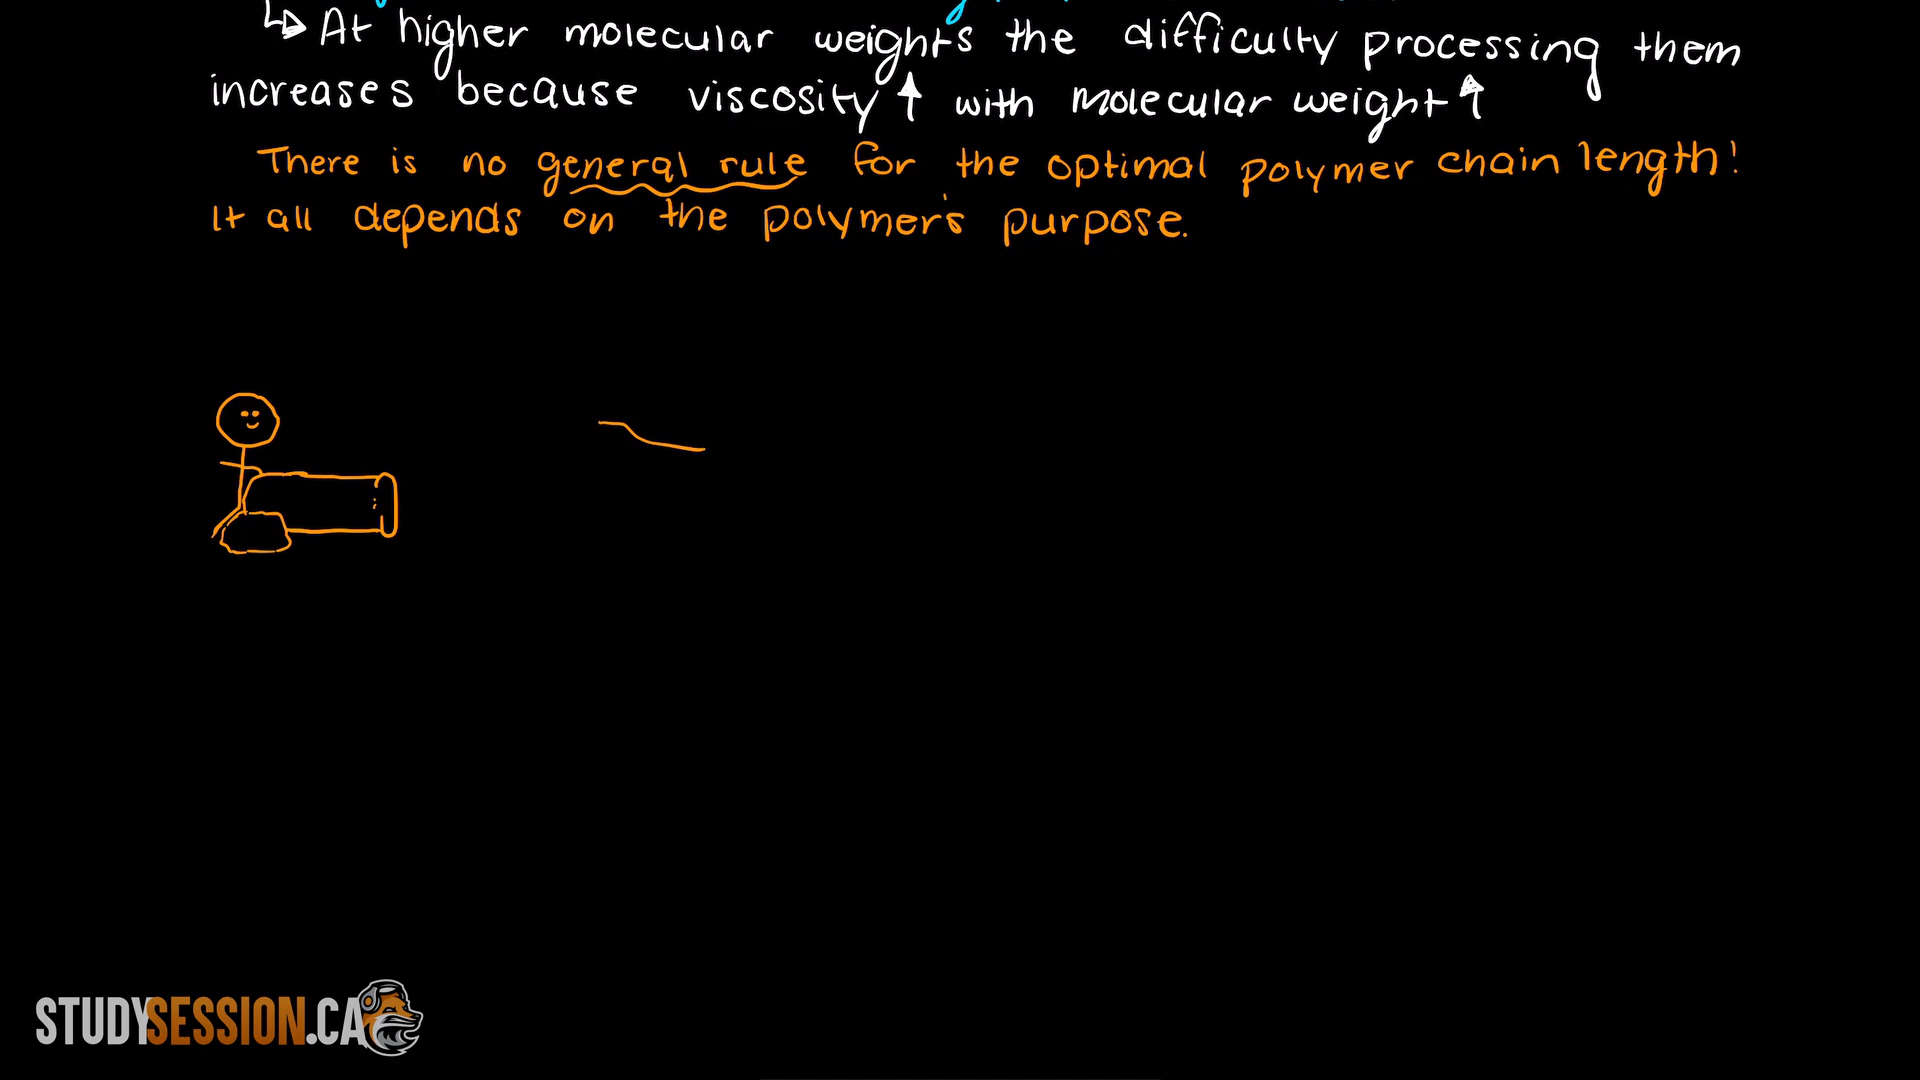 ↳ At higher molecular weights the difficulty processing them
increases because viscosity ↑ with molecular weight ↑
There is no general rule for the optimal polymer chain length!
It all depends on the polymer's purpose.
STUDYSESSION.CA